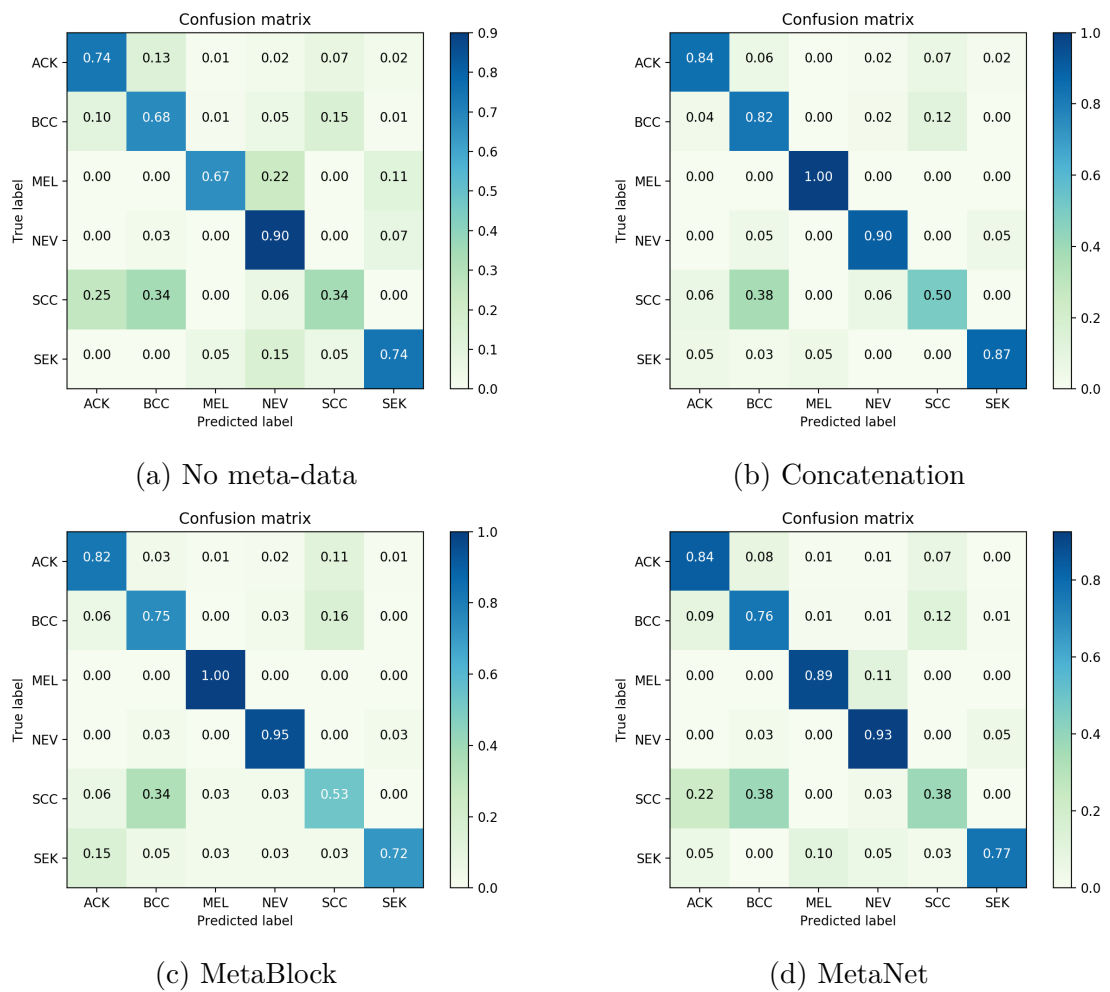 Confusion matrix
ACK 0.74 0.13 0.01 0.02 0.07 0.02
BCC 0.10 0.68 0.01 0.05 0.15 0.01
MEL 0.00 0.00 0.67 0.22 0.00 0.11
NEV 0.00 0.03 0.00 0.90 0.00 0.07
SCC 0.25 0.34 0.00 0.06 0.34 0.00
SEK 0.00 0.00 0.05 0.15 0.05 0.74
ACK BCC MEL NEV SCC SEK
Predicted label
True label
0.9
0.8
0.7
0.6
0.5
0.4
0.3
0.2
0.1
0.0
(a) No meta-data
Confusion matrix
ACK 0.84 0.06 0.00 0.02 0.07 0.02
BCC 0.04 0.82 0.00 0.02 0.12 0.00
MEL 0.00 0.00 1.00 0.00 0.00 0.00
NEV 0.00 0.05 0.00 0.90 0.00 0.05
SCC 0.06 0.38 0.00 0.06 0.50 0.00
SEK 0.05 0.03 0.05 0.00 0.00 0.87
ACK BCC MEL NEV SCC SEK
Predicted label
True label
1.0
0.8
0.6
0.4
0.2
0.0
(b) Concatenation
Confusion matrix
ACK 0.82 0.03 0.01 0.02 0.11 0.01
BCC 0.06 0.75 0.00 0.03 0.16 0.00
MEL 0.00 0.00 1.00 0.00 0.00 0.00
NEV 0.00 0.03 0.00 0.95 0.00 0.03
SCC 0.06 0.34 0.03 0.03 0.53 0.00
SEK 0.15 0.05 0.03 0.03 0.03 0.72
ACK BCC MEL NEV SCC SEK
Predicted label
True label
1.0
0.8
0.6
0.4
0.2
0.0
(c) MetaBlock
Confusion matrix
ACK 0.84 0.08 0.01 0.01 0.07 0.00
BCC 0.09 0.76 0.01 0.01 0.12 0.01
MEL 0.00 0.00 0.89 0.11 0.00 0.00
NEV 0.00 0.03 0.00 0.93 0.00 0.05
SCC 0.22 0.38 0.00 0.03 0.38 0.00
SEK 0.05 0.00 0.10 0.05 0.03 0.77
ACK BCC MEL NEV SCC SEK
Predicted label
True label
0.8
0.6
0.4
0.2
0.0
(d) MetaNet